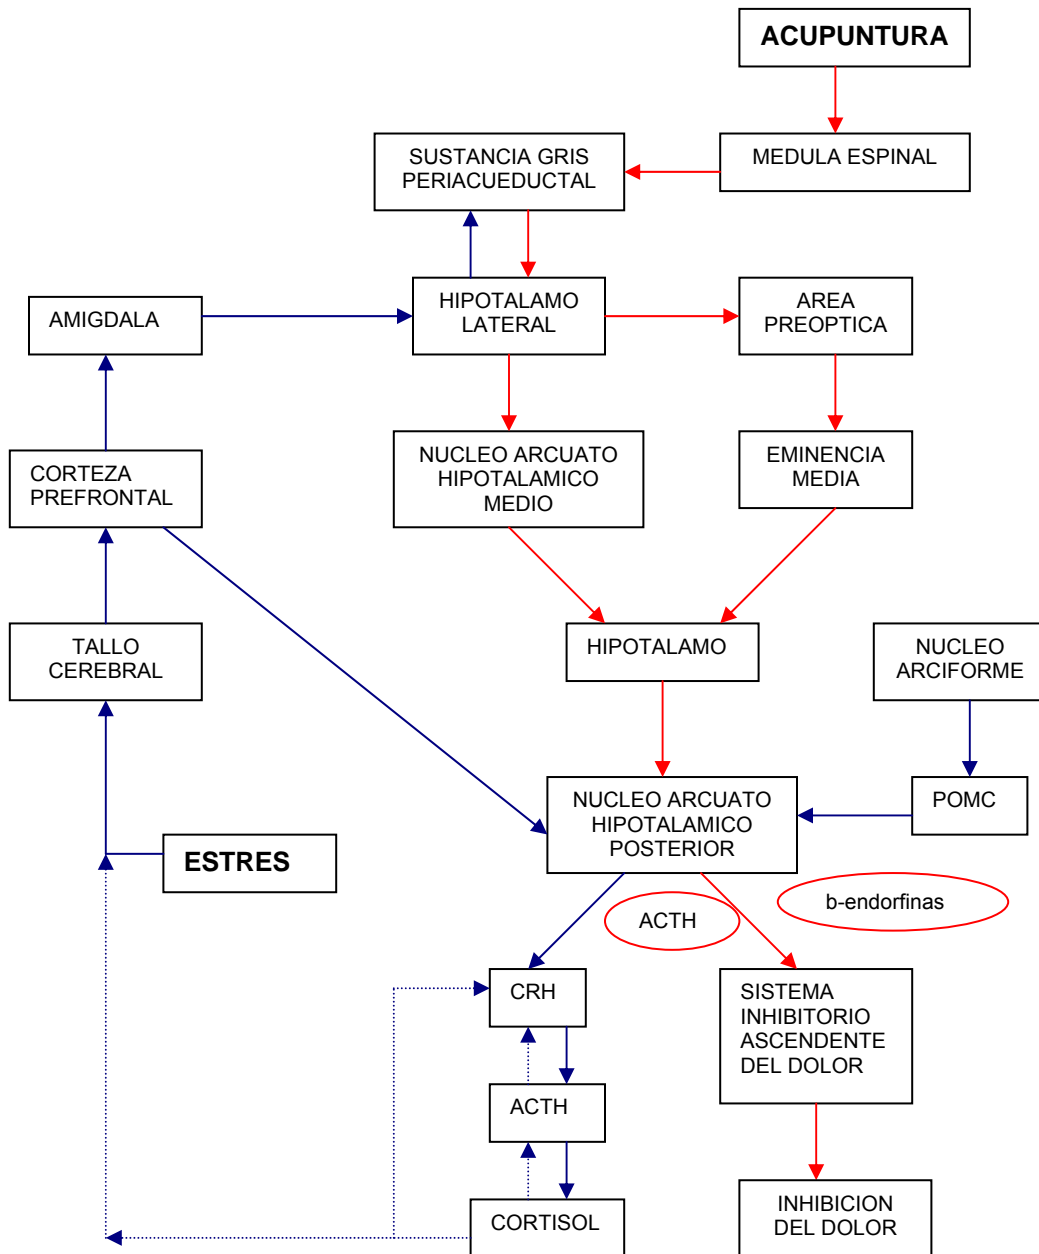 ACUPUNTURA
SUSTANCIA GRIS
PERIACUEDUCTAL
MEDULA ESPINAL
AMIGDALA
HIPOTALAMO
LATERAL
AREA
PREOPTICA
CORTEZA
PREFRONTAL
NUCLEO ARCUATO
HIPOTALAMICO
MEDIO
EMINENCIA
MEDIA
TALLO
CEREBRAL
HIPOTALAMO
NUCLEO
ARCIFORME
NUCLEO ARCUATO
HIPOTALAMICO
POSTERIOR
POMC
ESTRES
ACTH
b-endorfinas
CRH
SISTEMA
INHIBITORIO
ASCENDENTE
DEL DOLOR
ACTH
CORTISOL
INHIBICION
DEL DOLOR